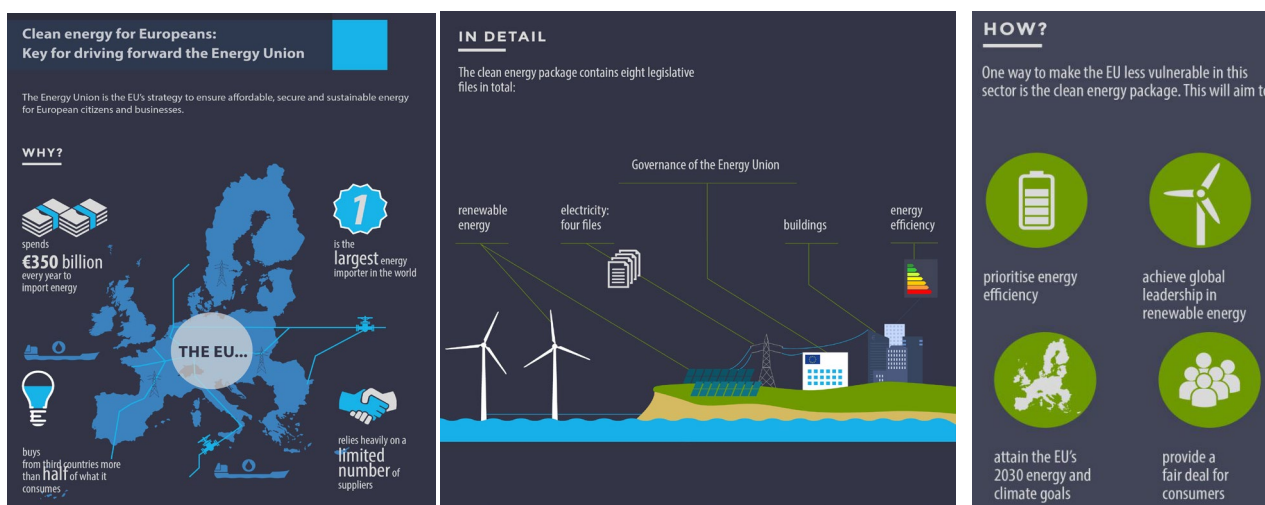 Clean energy for Europeans:
Key for driving forward the Energy Union
The Energy Union is the EU's strategy to ensure affordable, secure and sustainable energy
for European citizens and businesses.
WHY?
spends
€350 billion
every year to
import energy
1
is the
largest energy
importer in the world
THE EU...
buys
from third countries more
than half of what it
consumes
relies heavily on a
limited
number of
suppliers
IN DETAIL
The clean energy package contains eight legislative
files in total:
Governance of the Energy Union
renewable
energy
electricity:
four files
buildings
energy
efficiency
HOW?
One way to make the EU less vulnerable in this
sector is the clean energy package. This will aim to
prioritise energy
efficiency
achieve global
leadership in
renewable energy
attain the EU's
2030 energy and
climate goals
provide a
fair deal for
consumers